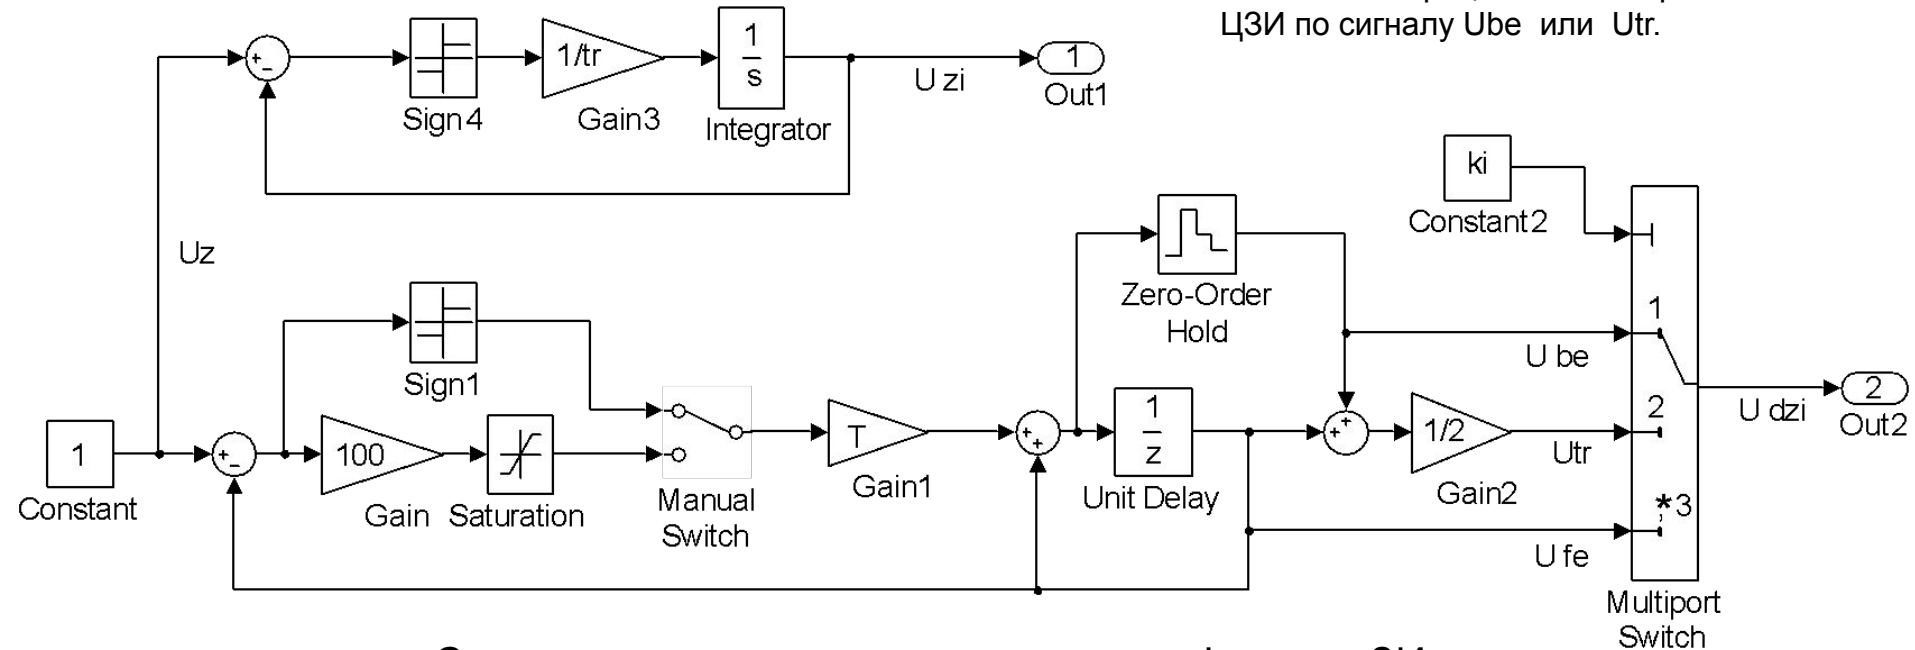 ЦЗИ по сигналу Ube или Utr.
1/tr
1
s
1
U zi
Out1
Sign4
Gain3
Integrator
ki
Constant2
Uz
Zero-Order
Hold
1
U be
Sign1
2
U dzi
Out2
1
100
T
1
z
1/2
2
Utr
Constant
Gain
Saturation
Manual
Switch
Gain1
Unit Delay
Gain2
*,3
U fe
Multiport
Switch